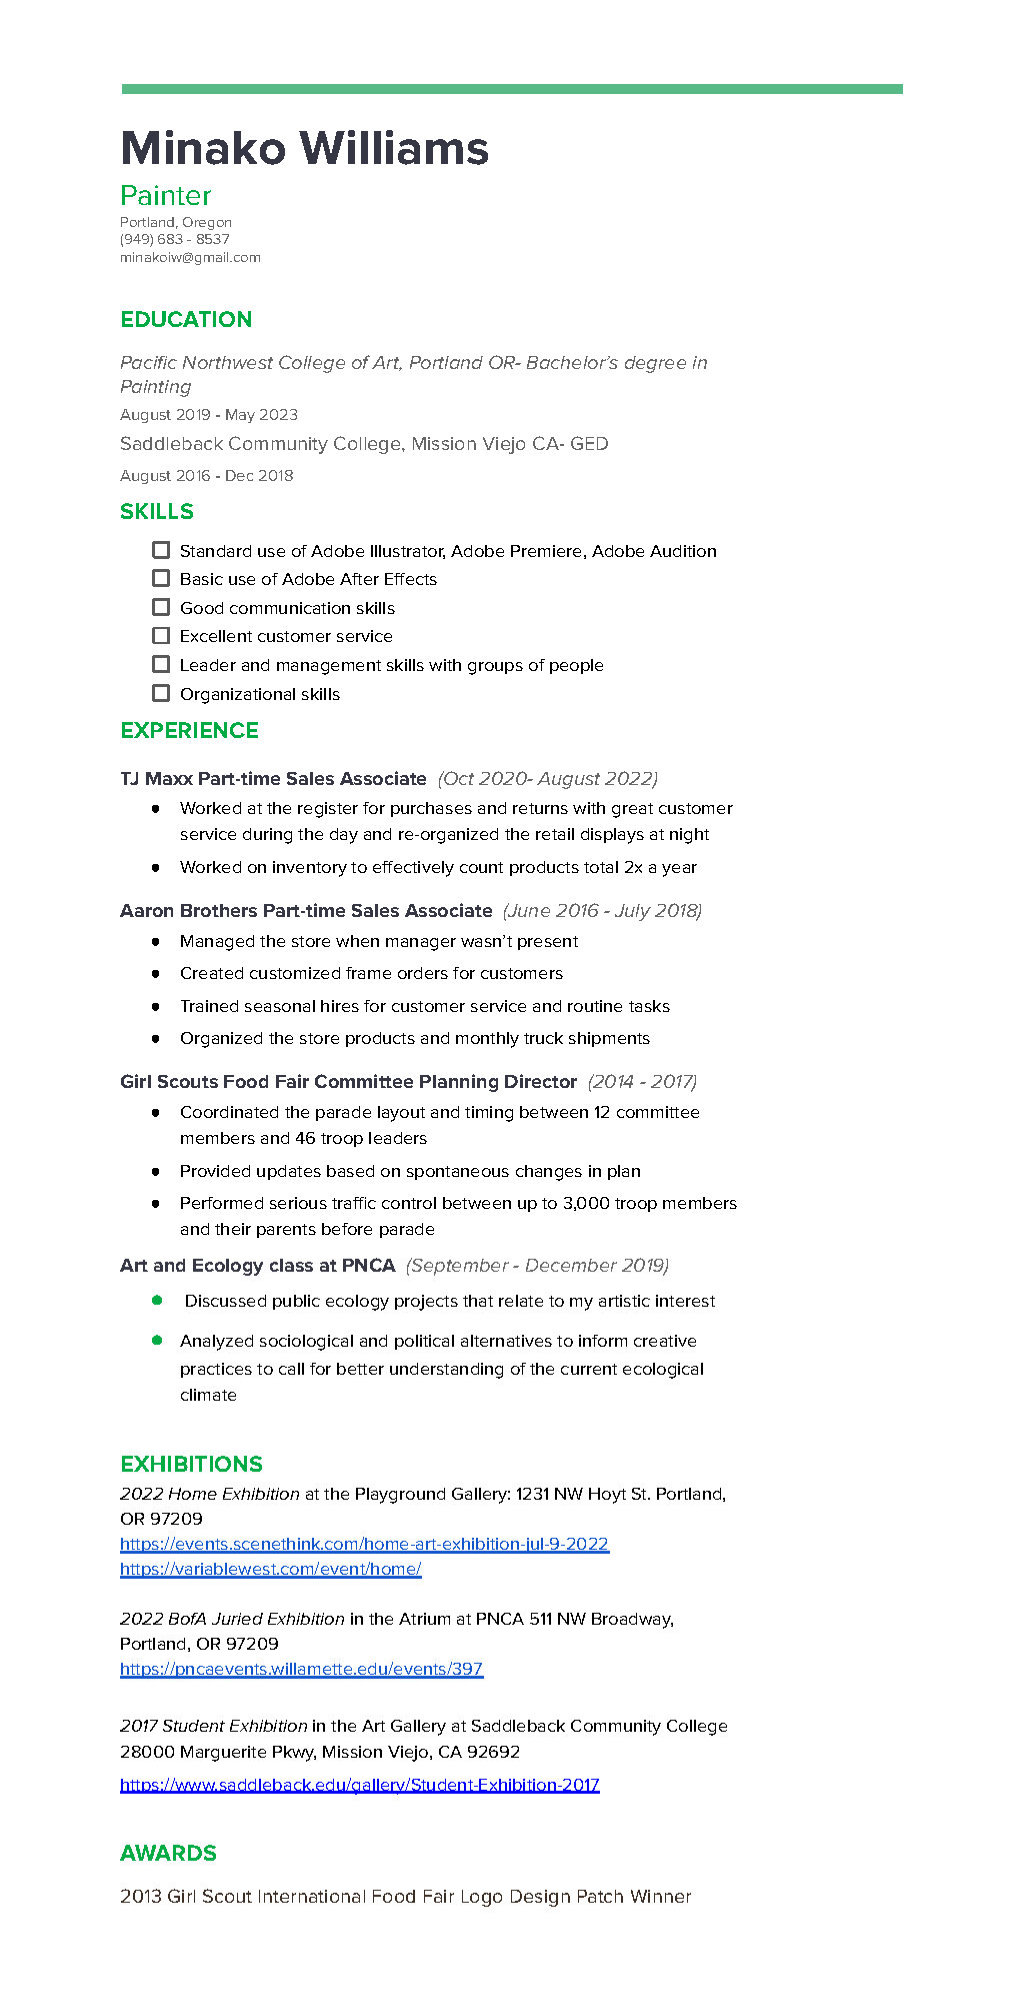 Minako Williams
Painter
Portland, Oregon
(949) 683 - 8537
minakoiw@gmail.com
EDUCATION
Pacific Northwest College of Art, Portland OR- Bachelor's degree in
Painting
August 2019 - May 2023
Saddleback Community College, Mission Viejo CA- GED
August 2016 - Dec 2018
SKILLS
Standard use of Adobe Illustrator, Adobe Premiere, Adobe Audition
Basic use of Adobe After Effects
Good communication skills
Excellent customer service
Leader and management skills with groups of people
Organizational skills
EXPERIENCE
TJ Maxx Part-time Sales Associate (Oct 2020- August 2022)
● Worked at the register for purchases and returns with great customer
service during the day and re-organized the retail displays at night
● Worked on inventory to effectively count products total 2x a year
Aaron Brothers Part-time Sales Associate (June 2016 - July 2018)
● Managed the store when manager wasn't present
● Created customized frame orders for customers
● Trained seasonal hires for customer service and routine tasks
● Organized the store products and monthly truck shipments
Girl Scouts Food Fair Committee Planning Director (2014 - 2017)
● Coordinated the parade layout and timing between 12 committee
members and 46 troop leaders
● Provided updates based on spontaneous changes in plan
● Performed serious traffic control between up to 3,000 troop members
and their parents before parade
Art and Ecology class at PNCA (September - December 2019)
● Discussed public ecology projects that relate to my artistic interest
● Analyzed sociological and political alternatives to inform creative
practices to call for better understanding of the current ecological
climate
EXHIBITIONS
2022 Home Exhibition at the Playground Gallery: 1231 NW Hoyt St. Portland,
OR 97209
https://events.scenethink.com/home-art-exhibition-jul-9-2022
https://variablewest.com/event/home/
2022 BofA Juried Exhibition in the Atrium at PNCA 511 NW Broadway,
Portland, OR 97209
https://pncaevents.willamette.edu/events/397
2017 Student Exhibition in the Art Gallery at Saddleback Community College
28000 Marguerite Pkwy, Mission Viejo, CA 92692
https://www.saddleback.edu/gallery/Student-Exhibition-2017
AWARDS
2013 Girl Scout International Food Fair Logo Design Patch Winner